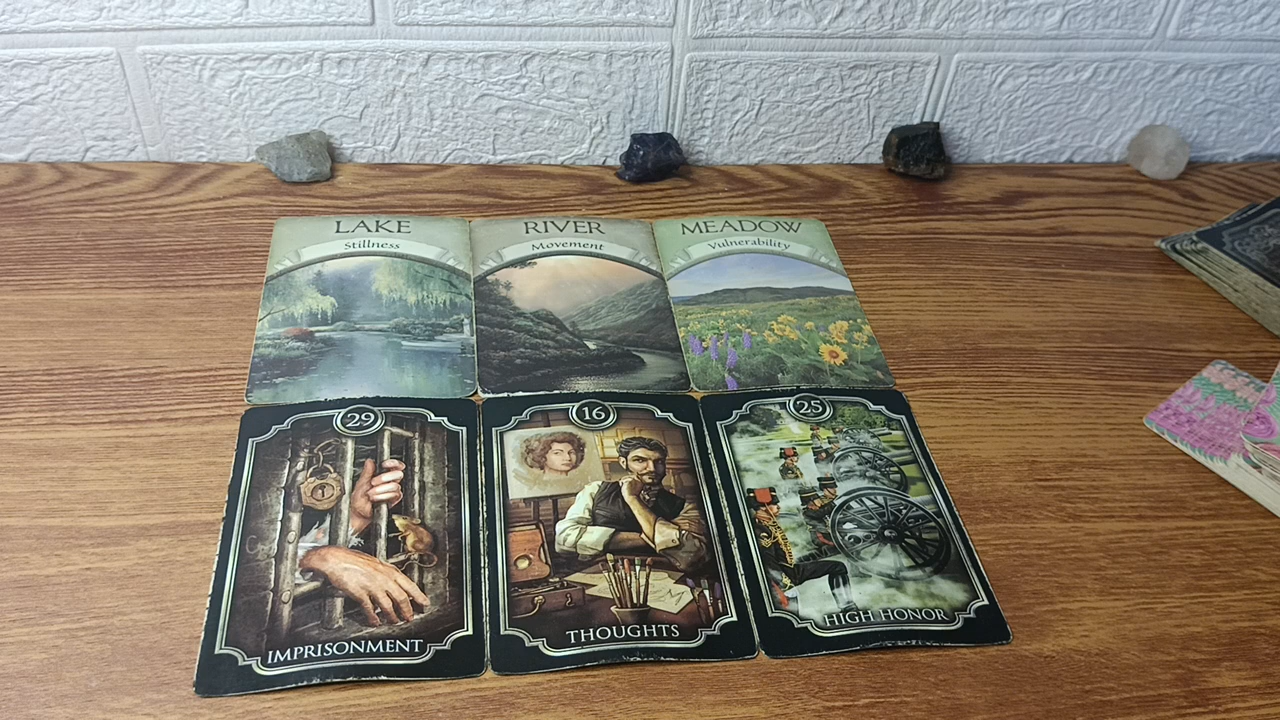 LAKE
Stillness
RIVER
Movement
MEADOW
Vulnerability
29
IMPRISONMENT
16
THOUGHTS
25
HIGH HONOR